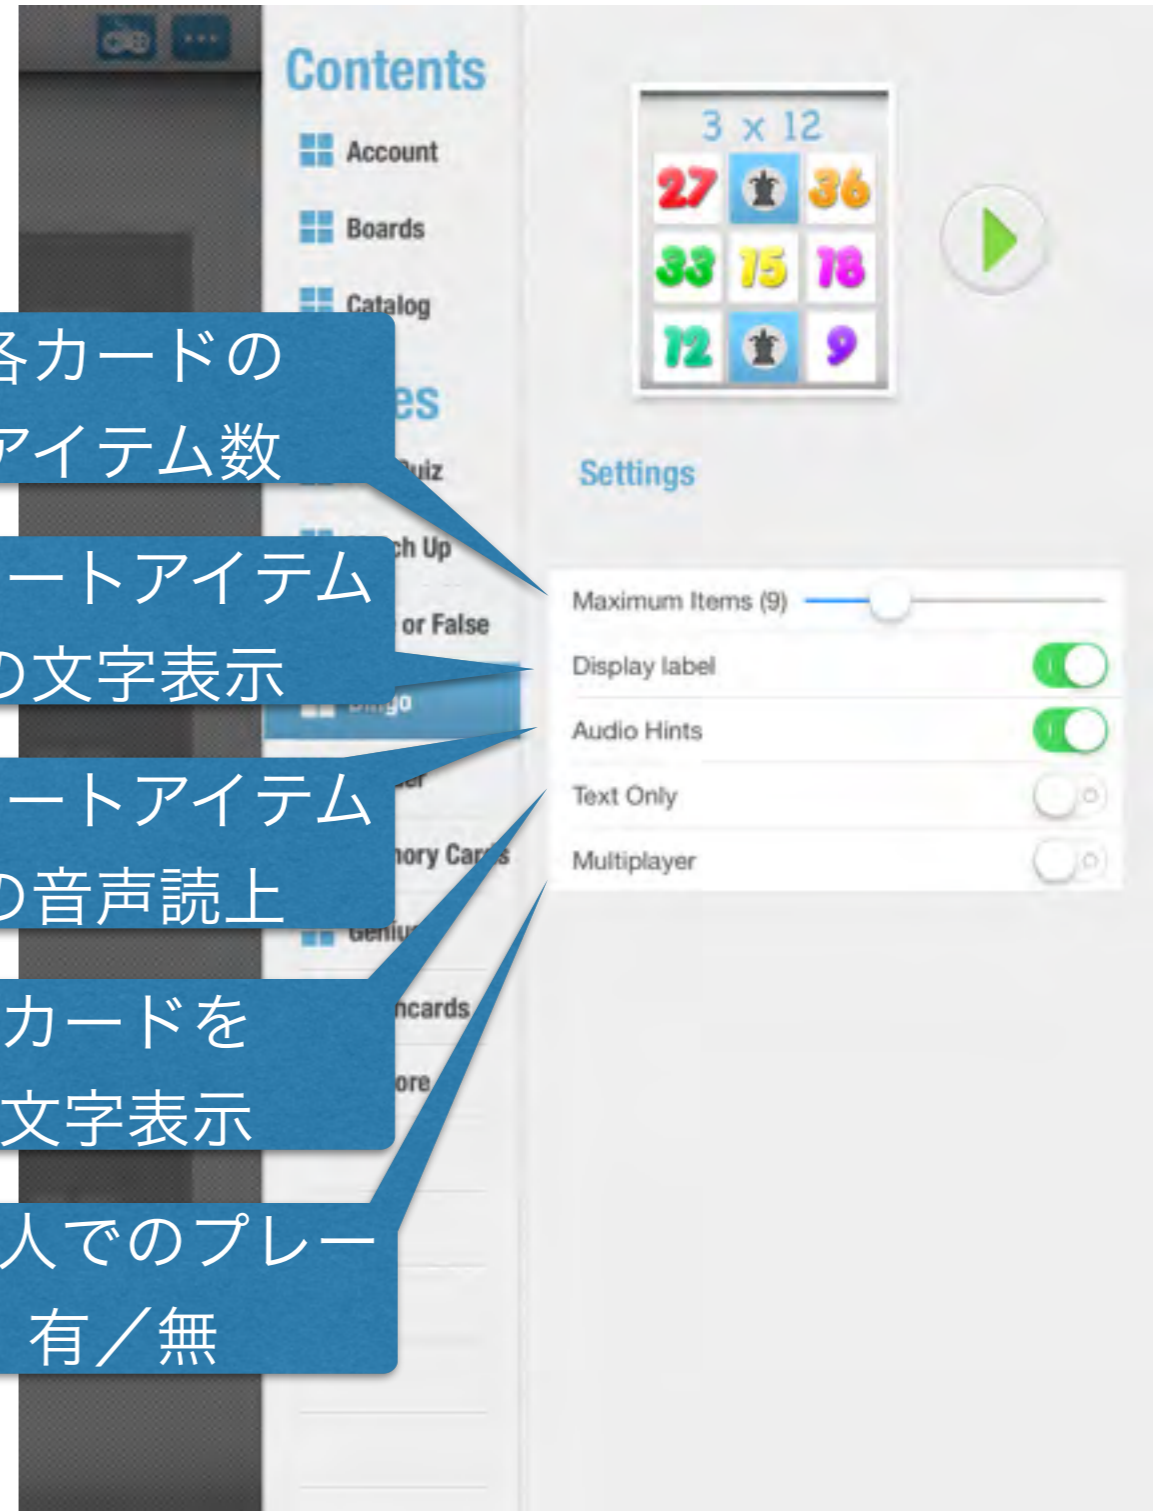 Contents
Account
Boards
Catalog
各カードの
アイテム数
es
uiz
ートアイテム
の文字表示
ch Up
or False
Bingo
ートアイテム
の音声読上
ory Cards
Genius
カードを
文字表示
hcards
ore
人でのプレー
有／無
3 x 12
27 36
33 15 18
12 9
Settings
Maximum Items (9)
Display label
Audio Hints
Text Only
Multiplayer